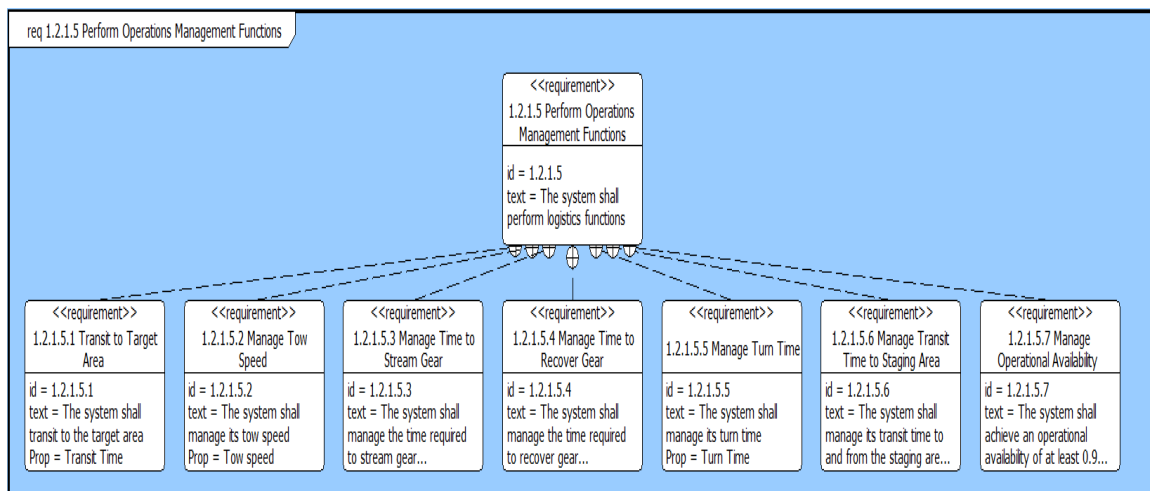 req 1.2.1.5 Perform Operations Management Functions
<<requirement>>
1.2.1.5 Perform Operations
Management Functions
id = 1.2.1.5
text = The system shall
perform logistics functions
<<requirement>>
1.2.1.5.1 Transit to Target
Area
id = 1.2.1.5.1
text = The system shall
transit to the target area
Prop = Transit Time
<<requirement>>
1.2.1.5.2 Manage Tow
Speed
id = 1.2.1.5.2
text = The system shall
manage its tow speed
Prop = Tow speed
<<requirement>>
1.2.1.5.3 Manage Time to
Stream Gear
id = 1.2.1.5.3
text = The system shall
manage the time required
to stream gear...
<<requirement>>
1.2.1.5.4 Manage Time to
Recover Gear
id = 1.2.1.5.4
text = The system shall
manage the time required
to recover gear...
<<requirement>>
1.2.1.5.5 Manage Turn Time
id = 1.2.1.5.5
text = The system shall
manage its turn time
Prop = Turn Time
<<requirement>>
1.2.1.5.6 Manage Transit
Time to Staging Area
id = 1.2.1.5.6
text = The system shall
manage its transit time to
and from the staging are...
<<requirement>>
1.2.1.5.7 Manage
Operational Availability
id = 1.2.1.5.7
text = The system shall
achieve an operational
availability of at least 0.9...